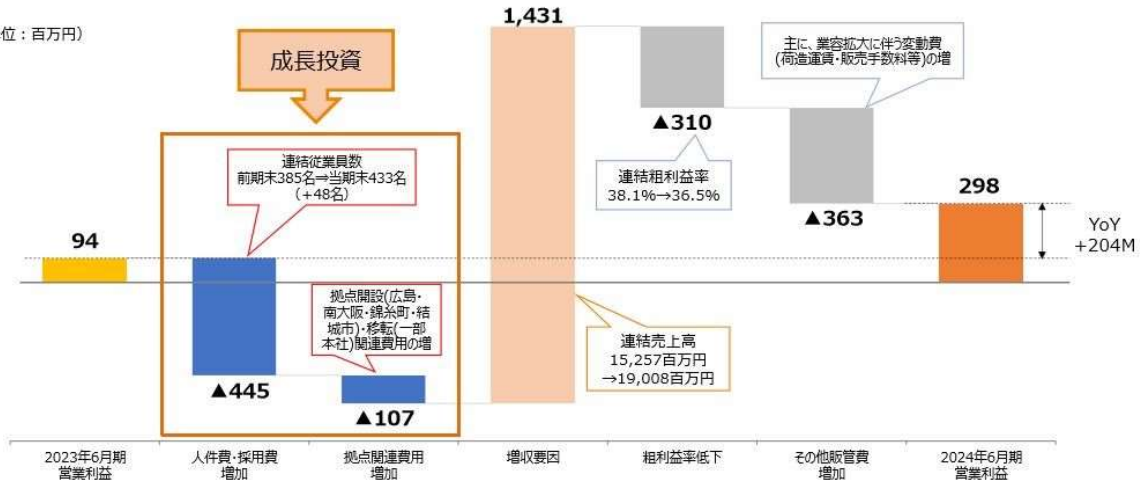 位：百万円）
成長投資
連結従業員数
前期末385名⇒当期末433名
（＋48名）
拠点開設(広島・
南大阪・錦糸町・結
城市)・移転(一部
本社)関連費用の増
1,431
主に、業容拡大に伴う変動費
(荷造運賃・販売手数料等)の増
▲310
連結粗利益率
38.1%→36.5%
▲363
298
YoY
+204M
94
▲445
▲107
連結売上高
15,257百万円
→19,008百万円
2023年6月期
営業利益
人件費・採用費
増加
拠点関連費用
増加
増収要因
粗利益率低下
その他販管費
増加
2024年6月期
営業利益